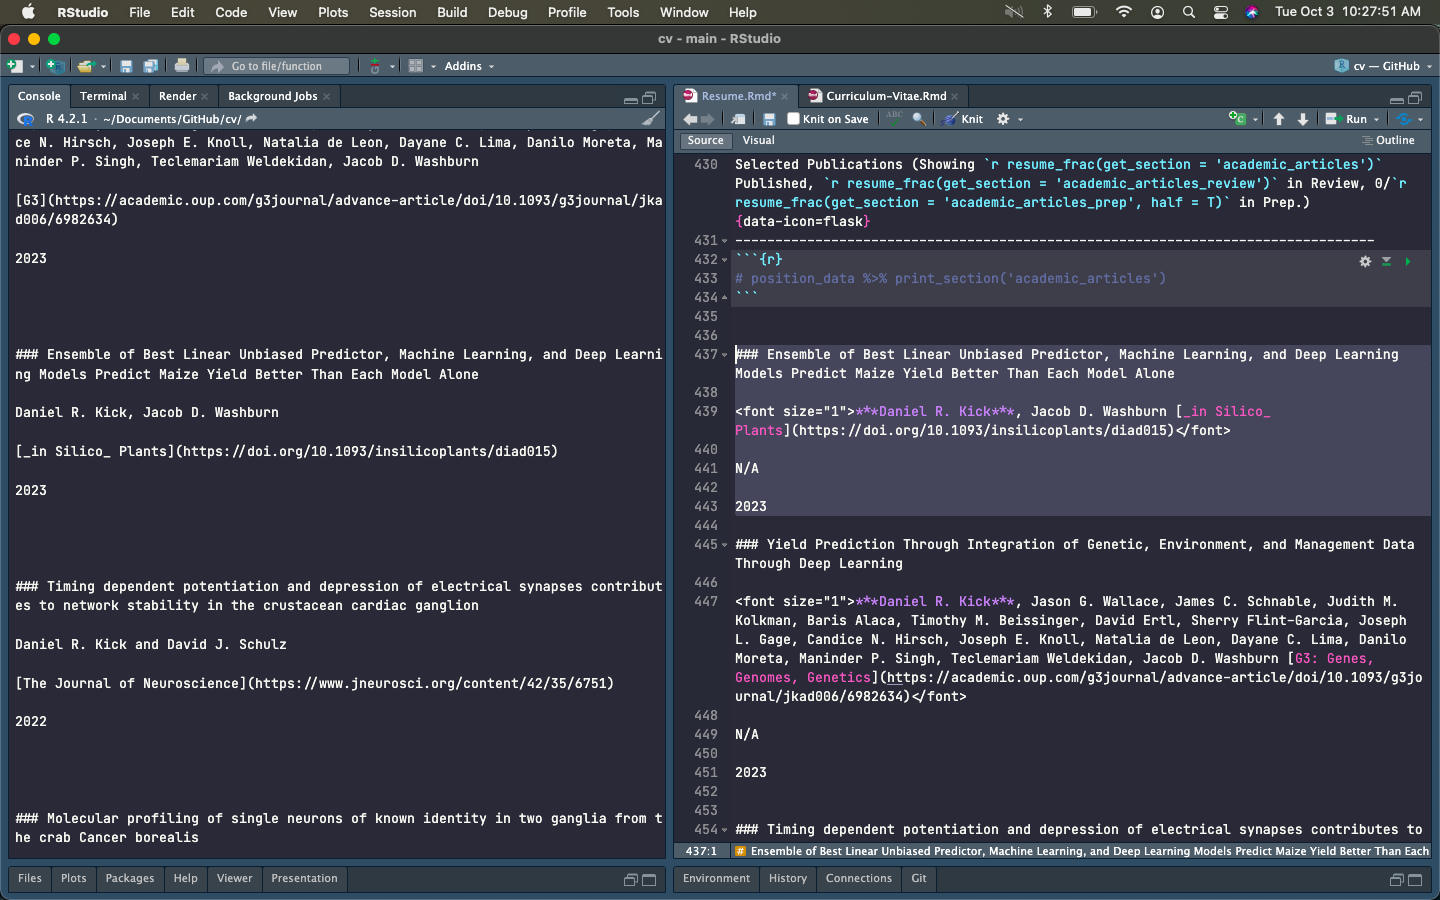 RStudio File Edit Code View Plots Session Build Debug Profile Tools Window Help Tue Oct 3 10:27:51 AM
cv - main - RStudio
Go to file/function Addins cv — GitHub
Console Terminal Render Background Jobs
R 4.2.1 · ~/Documents/GitHub/cv/
ce N. Hirsch, Joseph E. Knoll, Natalia de Leon, Dayane C. Lima, Danilo Moreta, Ma
ninder P. Singh, Teclemariam Weldekidan, Jacob D. Washburn
[G3](https://academic.oup.com/g3journal/advance-article/doi/10.1093/g3journal/jka
d006/6982634)
2023
### Ensemble of Best Linear Unbiased Predictor, Machine Learning, and Deep Learni
ng Models Predict Maize Yield Better Than Each Model Alone
Daniel R. Kick, Jacob D. Washburn
[_in Silico_ Plants](https://doi.org/10.1093/insilicoplants/diad015)
2023
### Timing dependent potentiation and depression of electrical synapses contribut
es to network stability in the crustacean cardiac ganglion
Daniel R. Kick and David J. Schulz
[The Journal of Neuroscience](https://www.jneurosci.org/content/42/35/6751)
2022
### Molecular profiling of single neurons of known identity in two ganglia from t
he crab Cancer borealis
Files Plots Packages Help Viewer Presentation
Resume.Rmd* Curriculum-Vitae.Rmd
Knit on Save ABC Knit Run
Source Visual Outline
430 Selected Publications (Showing `r resume_frac(get_section = 'academic_articles')`
Published, `r resume_frac(get_section = 'academic_articles_review')` in Review, 0/`r
resume_frac(get_section = 'academic_articles_prep', half = T)` in Prep.)
{data-icon=flask}
431 --------------------------------------------------------------------------------
432 ```{r}
433 # position_data %>% print_section('academic_articles')
434 ```
435
436
437 ### Ensemble of Best Linear Unbiased Predictor, Machine Learning, and Deep Learning
Models Predict Maize Yield Better Than Each Model Alone
438
439 <font size="1">***Daniel R. Kick***, Jacob D. Washburn [_in Silico_
Plants](https://doi.org/10.1093/insilicoplants/diad015)</font>
440
441 N/A
442
443 2023
444
445 ### Yield Prediction Through Integration of Genetic, Environment, and Management Data
Through Deep Learning
446
447 <font size="1">***Daniel R. Kick***, Jason G. Wallace, James C. Schnable, Judith M.
Kolkman, Baris Alaca, Timothy M. Beissinger, David Ertl, Sherry Flint-Garcia, Joseph
L. Gage, Candice N. Hirsch, Joseph E. Knoll, Natalia de Leon, Dayane C. Lima, Danilo
Moreta, Maninder P. Singh, Teclemariam Weldekidan, Jacob D. Washburn [G3: Genes,
Genomes, Genetics](https://academic.oup.com/g3journal/advance-article/doi/10.1093/g3jo
urnal/jkad006/6982634)</font>
448
449 N/A
450
451 2023
452
453
454 ### Timing dependent potentiation and depression of electrical synapses contributes to
437:1 # Ensemble of Best Linear Unbiased Predictor, Machine Learning, and Deep Learning Models Predict Maize Yield Better Than Each
Environment History Connections Git